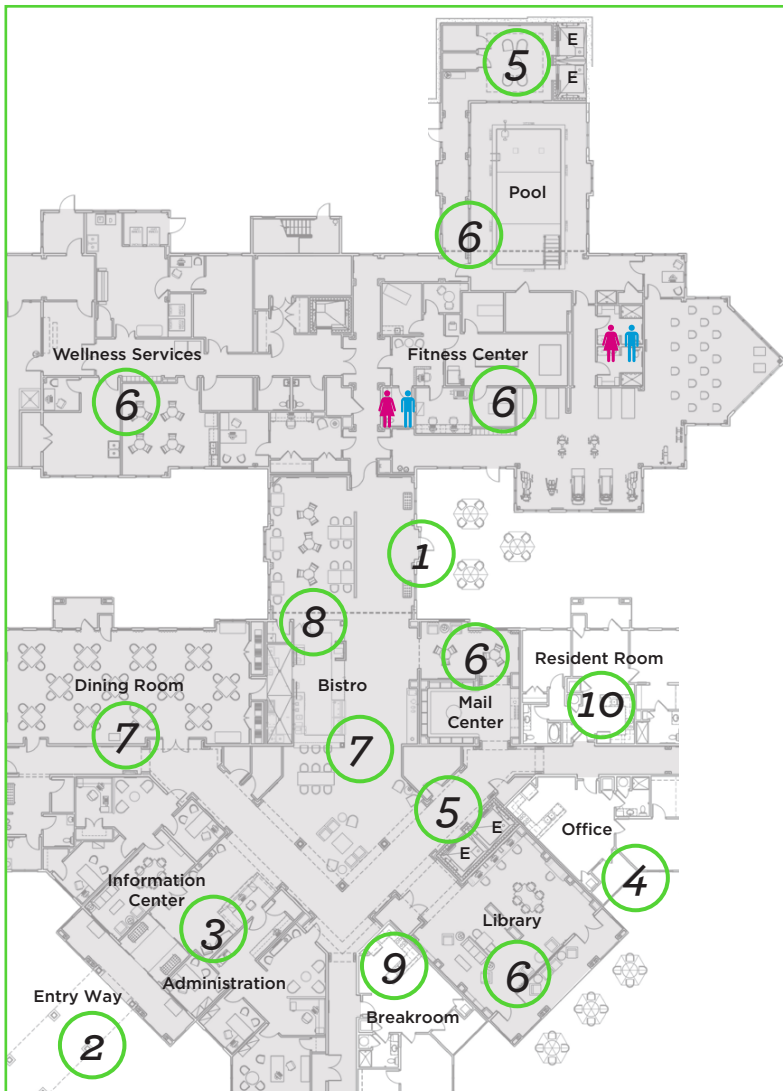 E
5
E
Pool
6
Wellness Services
Fitness Center
6
6
1
8
6
Resident Room
Dining Room
Bistro
Mail
Center
10
7
7
5
E
E
Office
4
Information
Center
3
Library
6
9
Administration
Entry Way
Breakroom
2